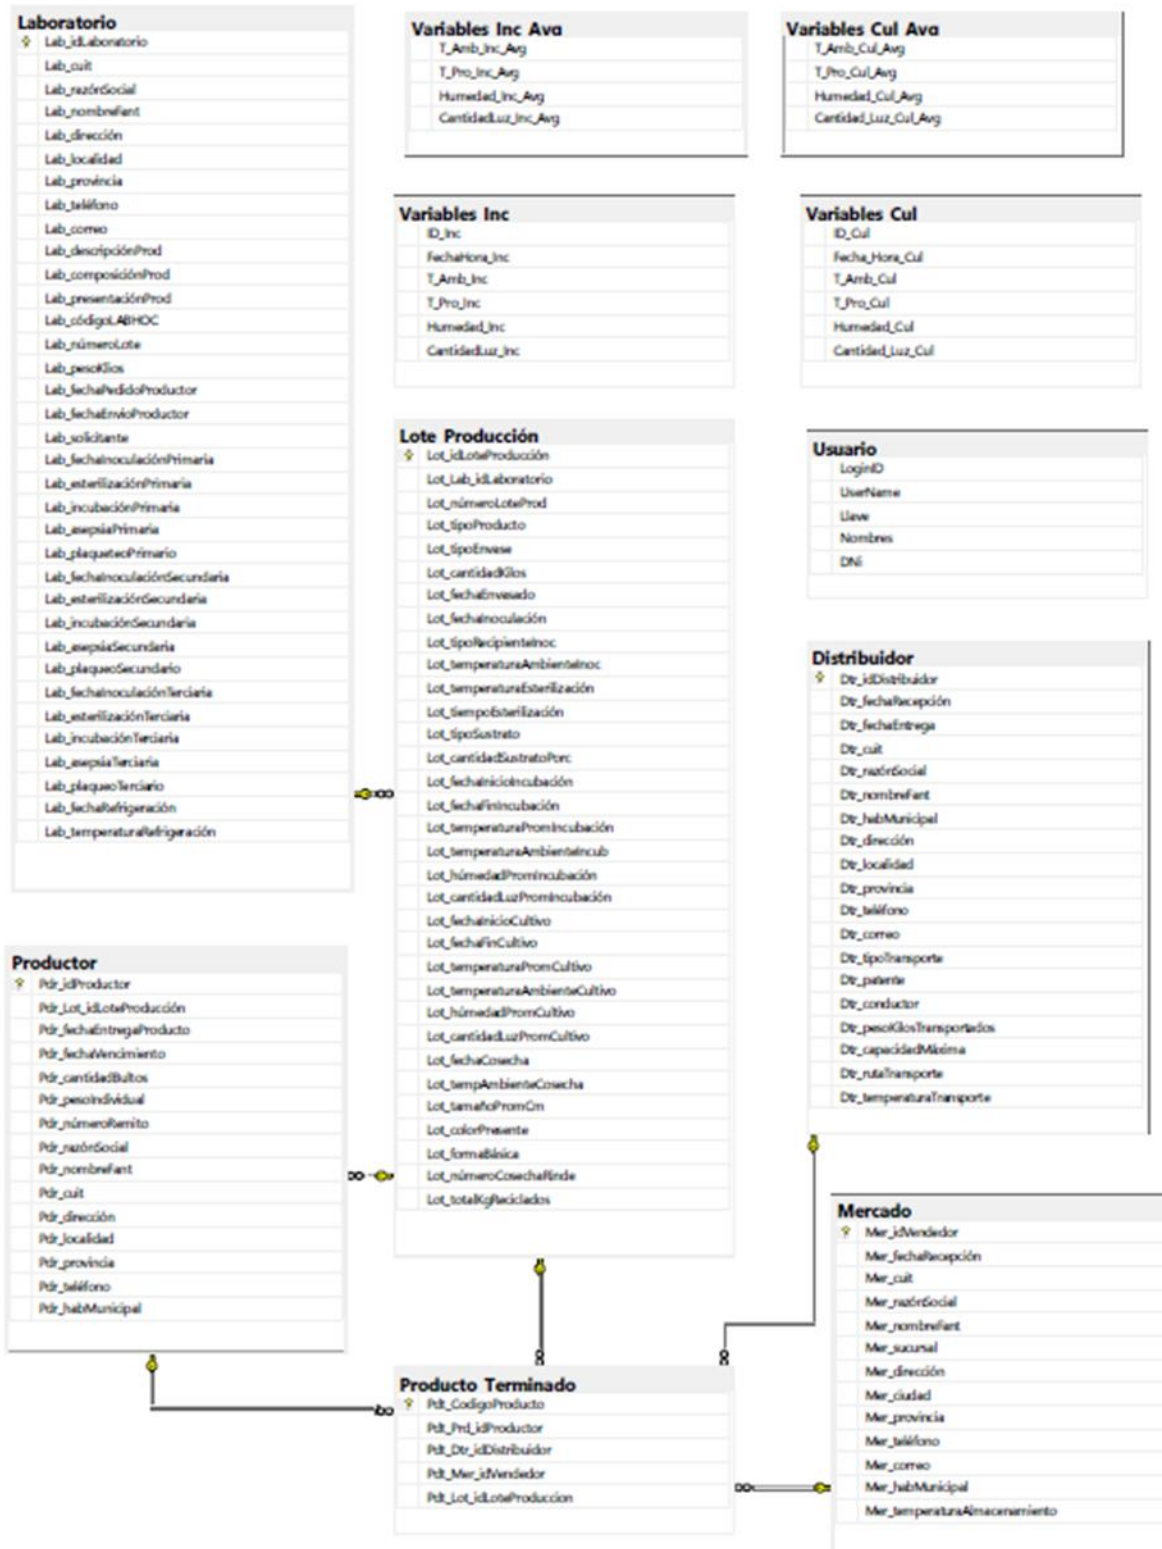 Laboratorio
Lab_idLaboratorio
Lab_cuit
Lab_razónSocial
Lab_nombreFant
Lab_dirección
Lab_localidad
Lab_provincia
Lab_teléfono
Lab_correo
Lab_descripciónProd
Lab_composiciónProd
Lab_presentaciónProd
Lab_códigoLABHOC
Lab_númeroLote
Lab_pesoKlios
Lab_fechaPedidoProductor
Lab_fechaEnvioProductor
Lab_solicitante
Lab_fechaInoculaciónPrimaria
Lab_esterilizaciónPrimaria
Lab_incubaciónPrimaria
Lab_asepsiaPrimaria
Lab_plaqueteoPrimario
Lab_fechaInoculaciónSecundaria
Lab_esterilizaciónSecundaria
Lab_incubaciónSecundaria
Lab_asepsiaSecundaria
Lab_plaqueoSecundario
Lab_fechaInoculaciónTerciaria
Lab_esterilizaciónTerciaria
Lab_incubaciónTerciaria
Lab_asepsiaTerciaria
Lab_plaqueoTerciario
Lab_fechaRefrigeración
Lab_temperaturaRefrigeración
Variables Inc Avg
T_Amb_Inc_Avg
T_Pro_Inc_Avg
Humedad_Inc_Avg
CantidadLuz_Inc_Avg
Variables Cul Avg
T_Amb_Cul_Avg
T_Pro_Cul_Avg
Humedad_Cul_Avg
Cantidad_Luz_Cul_Avg
Variables Inc
ID_Inc
FechaHora_Inc
T_Amb_Inc
T_Pro_Inc
Humedad_Inc
CantidadLuz_Inc
Variables Cul
ID_Cul
Fecha_Hora_Cul
T_Amb_Cul
T_Pro_Cul
Humedad_Cul
Cantidad_Luz_Cul
Lote Producción
Lot_idLoteProducción
Lot_Lab_idLaboratorio
Lot_númeroLoteProd
Lot_tipoProducto
Lot_tipoEnvase
Lot_cantidadKilos
Lot_fechaEnvasado
Lot_fechaInoculación
Lot_tipoRecipienteInoc
Lot_temperaturaAmbienteInoc
Lot_temperaturaEsterilización
Lot_tiempoEsterilización
Lot_tipoSustrato
Lot_cantidadSustratoPorc
Lot_fechaInicioIncubación
Lot_fechaFinIncubación
Lot_temperaturaPromIncubación
Lot_temperaturaAmbienteIncub
Lot_húmedadPromIncubación
Lot_cantidadLuzPromIncubación
Lot_fechaInicioCultivo
Lot_fechaFinCultivo
Lot_temperaturaPromCultivo
Lot_temperaturaAmbienteCultivo
Lot_húmedadPromCultivo
Lot_cantidadLuzPromCultivo
Lot_fechaCosecha
Lot_tempAmbienteCosecha
Lot_tamañoPromCm
Lot_colorPresente
Lot_formaBásica
Lot_númeroCosechaRinde
Lot_totalKgReciclados
Usuario
LoginID
UserName
Llave
Nombres
DNi
Distribuidor
Dtr_idDistribuidor
Dtr_fechaRecepción
Dtr_fechaEntrega
Dtr_cuit
Dtr_razónSocial
Dtr_nombreFant
Dtr_habMunicipal
Dtr_dirección
Dtr_localidad
Dtr_provincia
Dtr_teléfono
Dtr_correo
Dtr_tipoTransporte
Dtr_patente
Dtr_conductor
Dtr_pesoKilosTransportados
Dtr_capacidadMáxima
Dtr_rutaTransporte
Dtr_temperaturaTransporte
Productor
Pdr_idProductor
Pdr_Lot_idLoteProducción
Pdr_fechaEntregaProducto
Pdr_fechaVencimiento
Pdr_cantidadBultos
Pdr_pesoIndividual
Pdr_númeroRemito
Pdr_razónSocial
Pdr_nombreFant
Pdr_cuit
Pdr_dirección
Pdr_localidad
Pdr_provincia
Pdr_teléfono
Pdr_habMunicipal
Producto Terminado
Pdt_CodigoProducto
Pdt_Prd_idProductor
Pdt_Dtr_idDistribuidor
Pdt_Mer_idVendedor
Pdt_Lot_idLoteProduccion
Mercado
Mer_idVendedor
Mer_fechaRecepción
Mer_cuit
Mer_razónSocial
Mer_nombreFant
Mer_sucursal
Mer_dirección
Mer_ciudad
Mer_provincia
Mer_teléfono
Mer_correo
Mer_habMunicipal
Mer_temperaturaAlmacenamiento